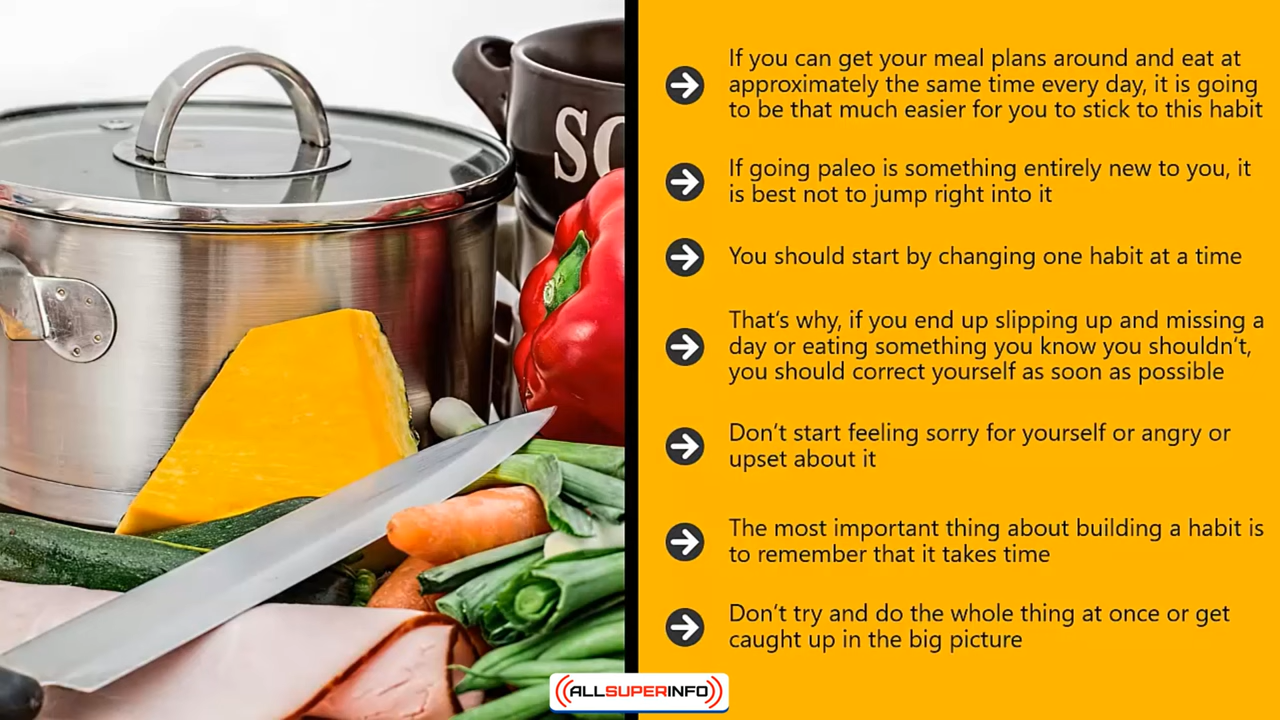 SO
If you can get your meal plans around and eat at
approximately the same time every day, it is going
to be that much easier for you to stick to this habit
If going paleo is something entirely new to you, it
is best not to jump right into it
You should start by changing one habit at a time
That's why, if you end up slipping up and missing a
day or eating something you know you shouldn't,
you should correct yourself as soon as possible
Don't start feeling sorry for yourself or angry or
upset about it
The most important thing about building a habit is
to remember that it takes time
Don't try and do the whole thing at once or get
caught up in the big picture
ALLSUPERINFO